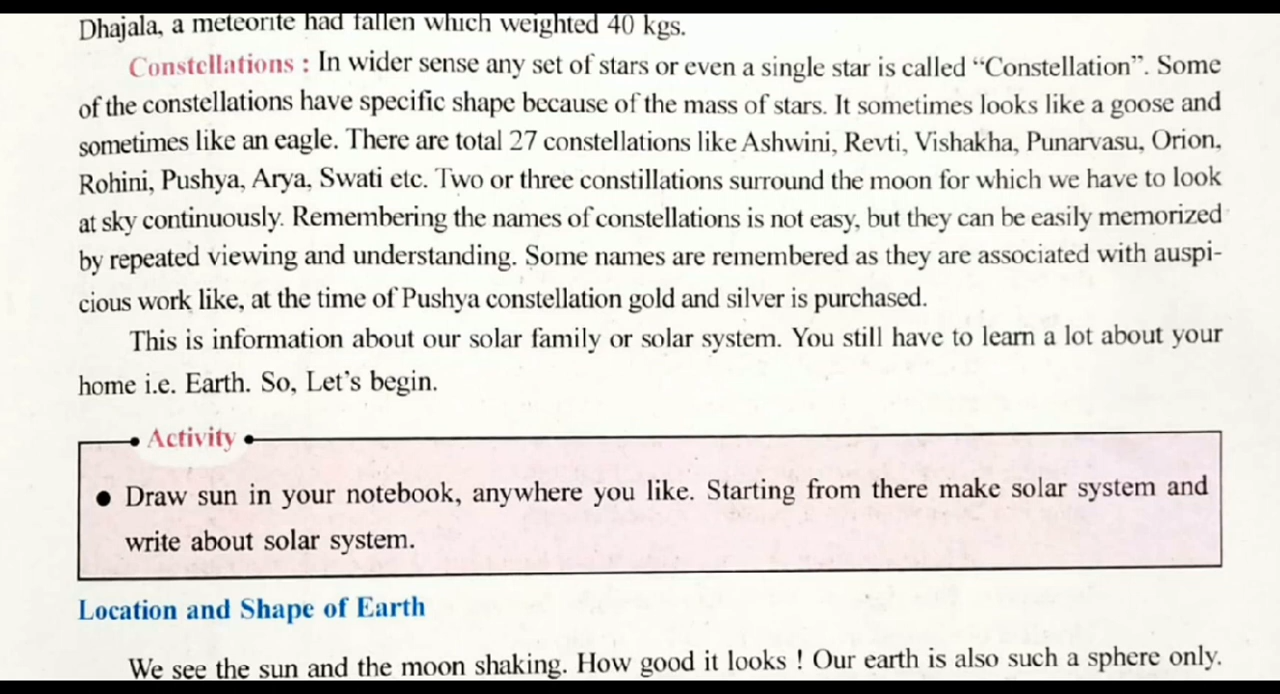 Dhajala, a meteorite had fallen which weighted 40 kgs.
Constellations : In wider sense any set of stars or even a single star is called “Constellation”. Some
of the constellations have specific shape because of the mass of stars. It sometimes looks like a goose and
sometimes like an eagle. There are total 27 constellations like Ashwini, Revti, Vishakha, Punarvasu, Orion,
Rohini, Pushya, Arya, Swati etc. Two or three constillations surround the moon for which we have to look
at sky continuously. Remembering the names of constellations is not easy, but they can be easily memorized
by repeated viewing and understanding. Some names are remembered as they are associated with auspi-
cious work like, at the time of Pushya constellation gold and silver is purchased.
This is information about our solar family or solar system. You still have to learn a lot about your
home i.e. Earth. So, Let’s begin.
Activity
● Draw sun in your notebook, anywhere you like. Starting from there make solar system and
write about solar system.
Location and Shape of Earth
We see the sun and the moon shaking. How good it looks ! Our earth is also such a sphere only.